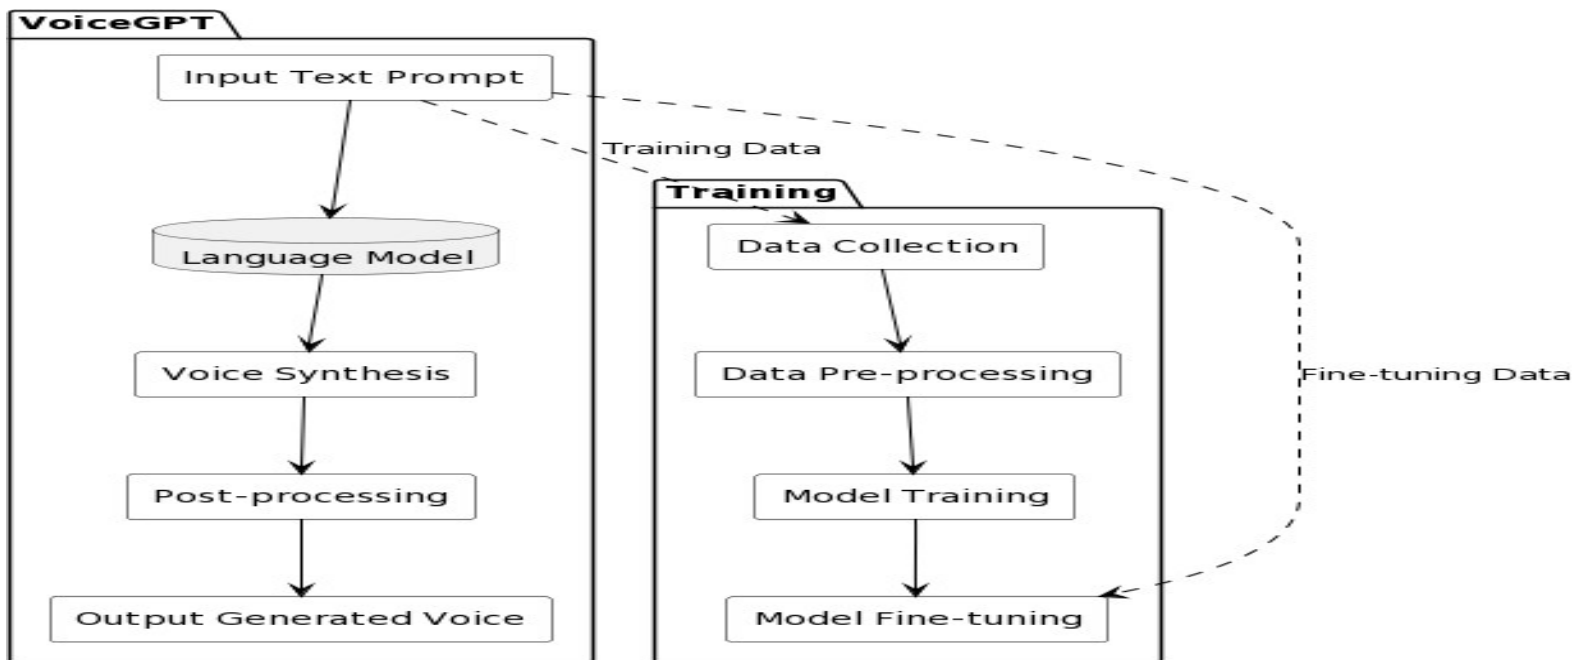 VoiceGPT
Input Text Prompt
Training Data
Training
Data Collection
Language Model
Voice Synthesis
Data Pre-processing
Fine-tuning Data
Post-processing
Model Training
Output Generated Voice
Model Fine-tuning